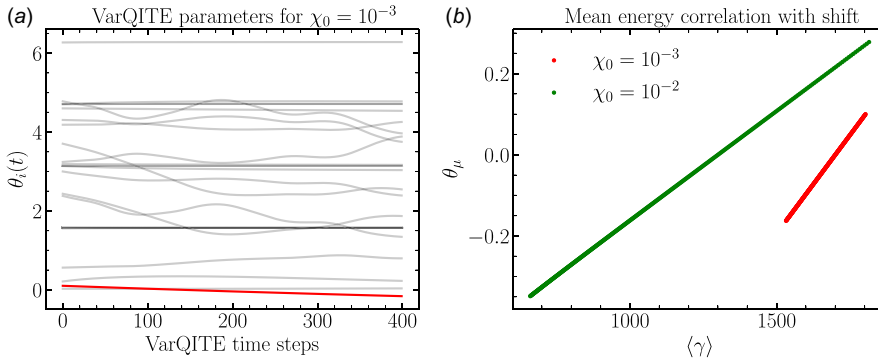 (a) VarQITE parameters for χ₀ = 10⁻³
6
4
2
0
θᵢ(t)
0 100 200 300 400
VarQITE time steps
(b) Mean energy correlation with shift
χ₀ = 10⁻³
χ₀ = 10⁻²
0.2
0.0
−0.2
θ_μ
1000 1500
⟨γ⟩